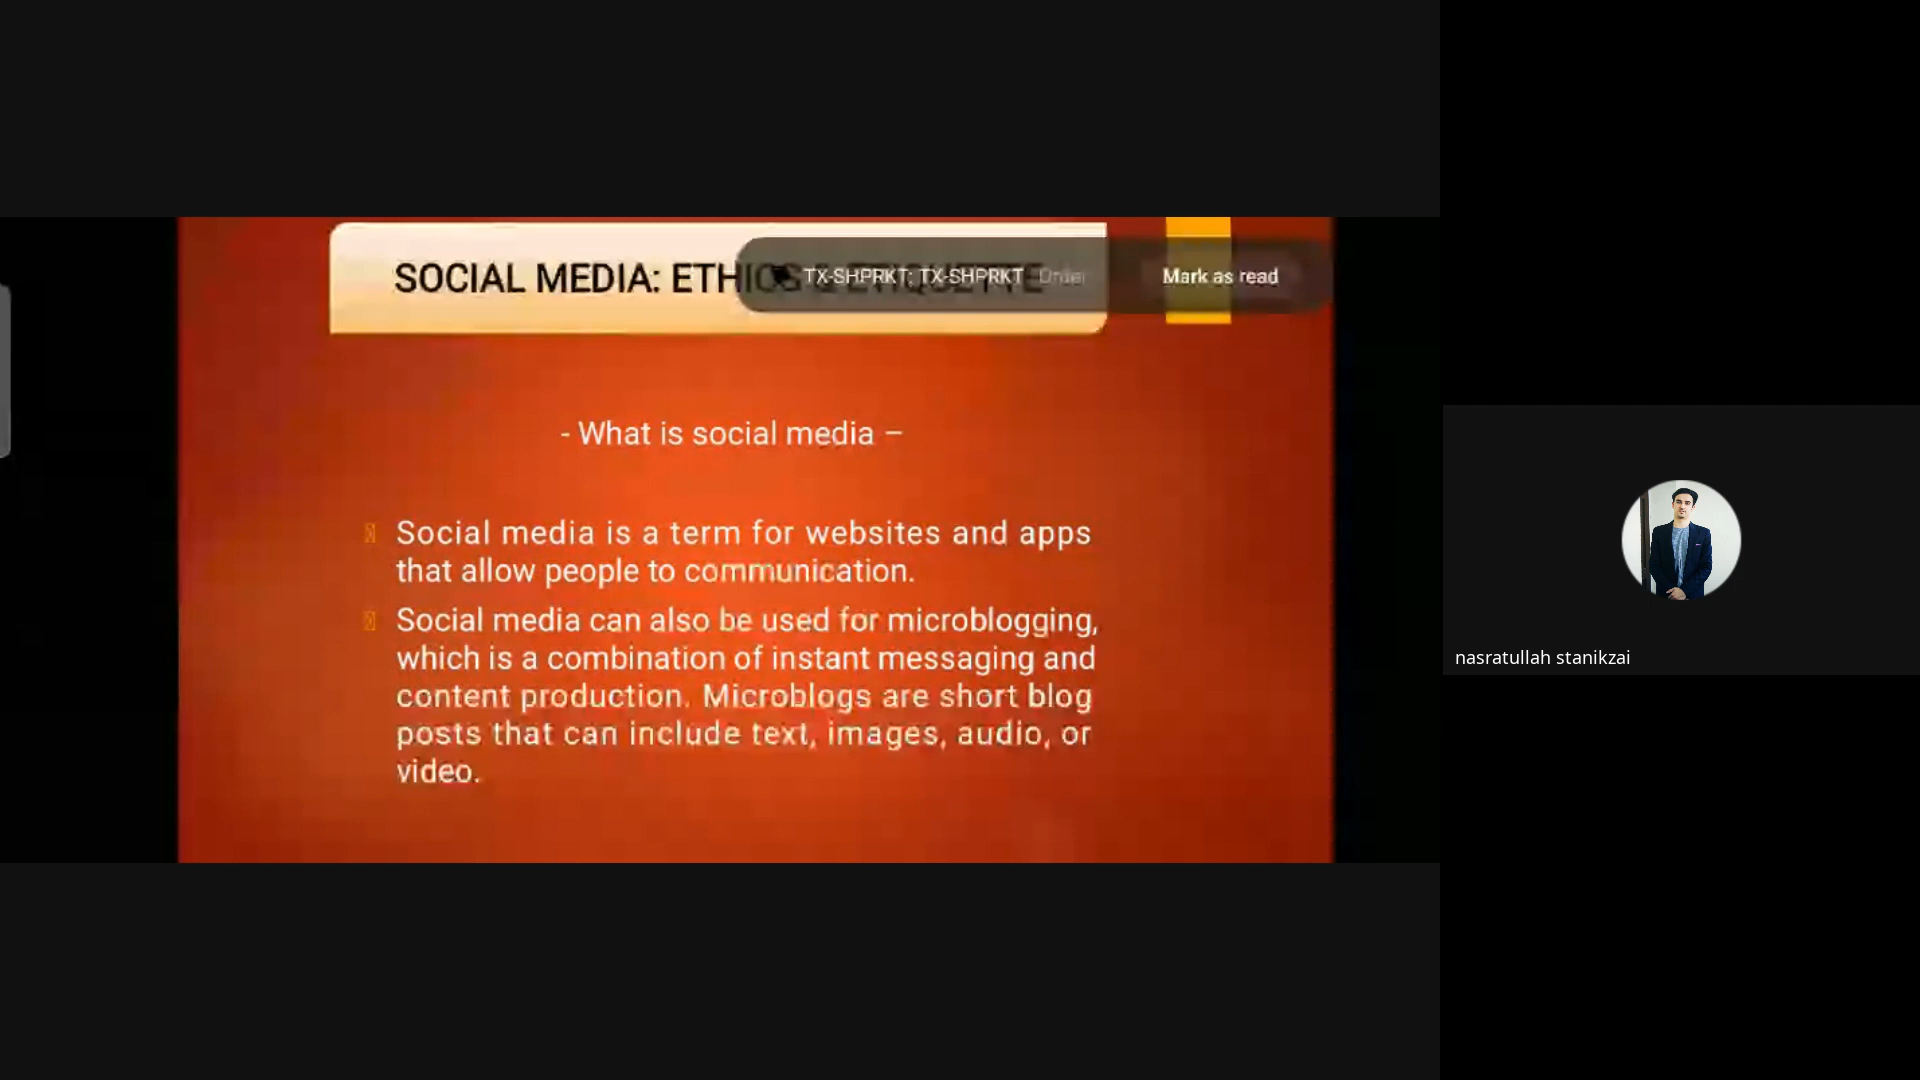 SOCIAL MEDIA: ETHICS & ETIQUETTE
TX-SHPRKT: TX-SHPRKT Order
Mark as read
- What is social media –
Social media is a term for websites and apps
that allow people to communication.
Social media can also be used for microblogging,
which is a combination of instant messaging and
content production. Microblogs are short blog
posts that can include text, images, audio, or
video.
nasratullah stanikzai